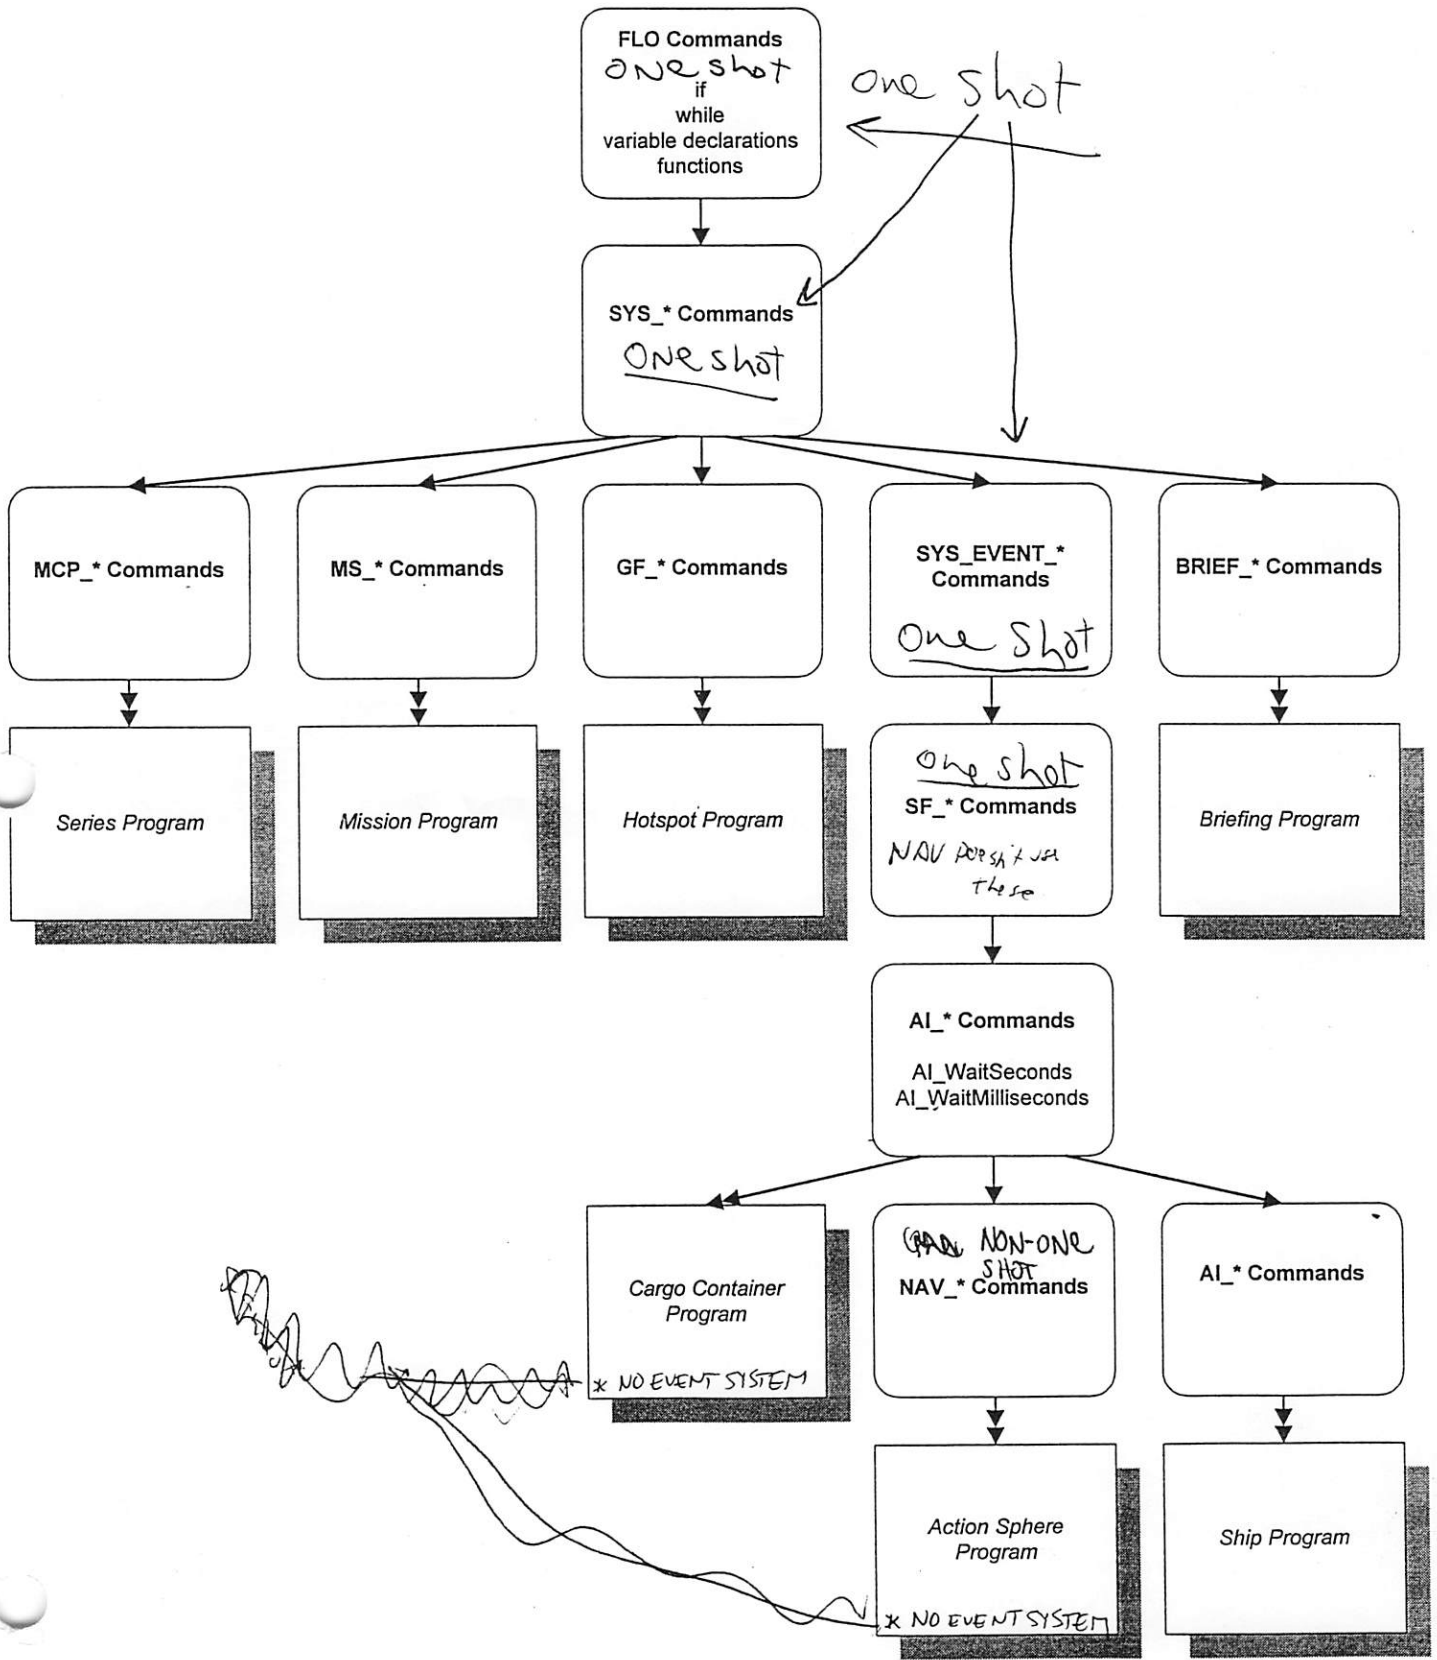 FLO Commands
ONe shot
if
while
variable declarations
functions
one shot
SYS_* Commands
ONe shot
MCP_* Commands
MS_* Commands
GF_* Commands
SYS_EVENT_*
Commands
One Shot
BRIEF_* Commands
Series Program
Mission Program
Hotspot Program
one shot
SF_* Commands
NAV Doesn't use
these
Briefing Program
AI_* Commands
AI_WaitSeconds
AI_WaitMilliseconds
Cargo Container
Program
* NO EVENT SYSTEM
NON-ONe
SHOT
NAV_* Commands
AI_* Commands
Action Sphere
Program
* NO EVENT SYSTEM
Ship Program